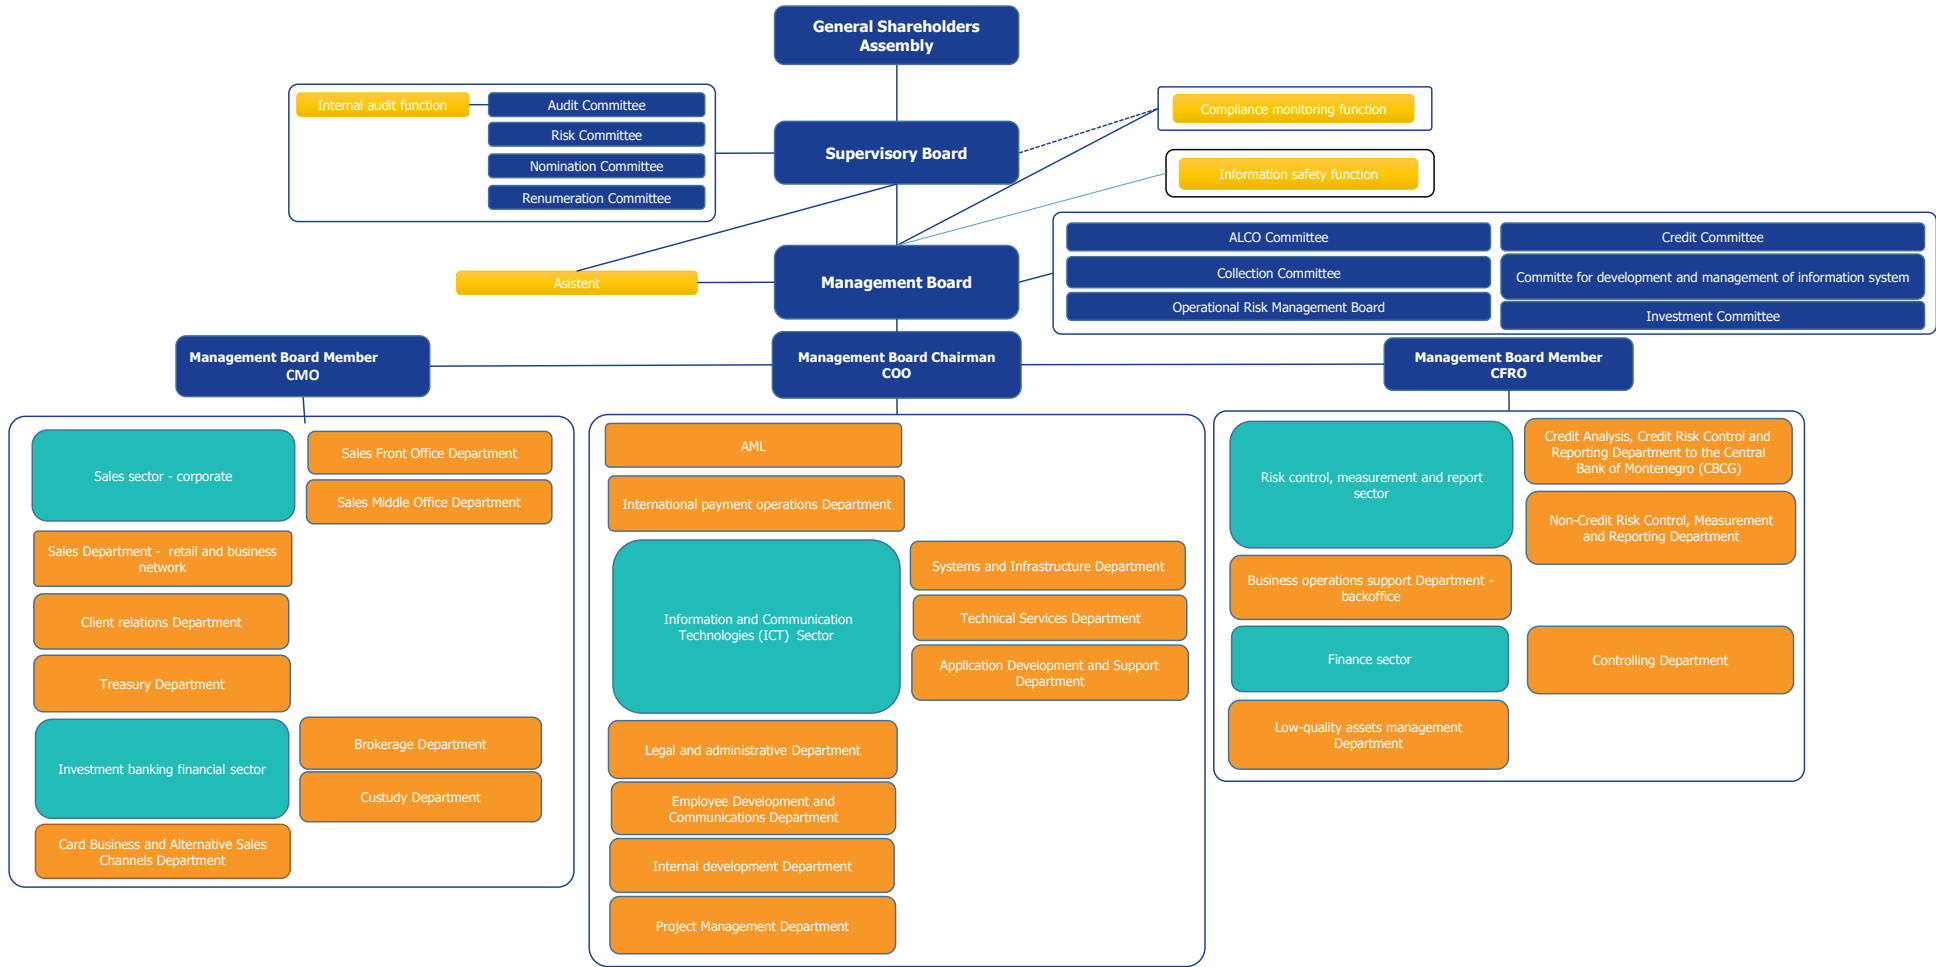 General Shareholders
Assembly
Internal audit function
Audit Committee
Risk Committee
Nomination Committee
Renumeration Committee
Supervisory Board
Compliance monitoring function
Information safety function
Asistent
Management Board
ALCO Committee
Collection Committee
Operational Risk Management Board
Credit Committee
Committe for development and management of information system
Investment Committee
Management Board Member
CMO
Management Board Chairman
COO
Management Board Member
CFRO
Sales sector - corporate
Sales Front Office Department
Sales Middle Office Department
Sales Department - retail and business
network
Client relations Department
Treasury Department
Investment banking financial sector
Brokerage Department
Custudy Department
Card Business and Alternative Sales
Channels Department
AML
International payment operations Department
Information and Communication
Technologies (ICT) Sector
Systems and Infrastructure Department
Technical Services Department
Application Development and Support
Department
Legal and administrative Department
Employee Development and
Communications Department
Internal development Department
Project Management Department
Risk control, measurement and report
sector
Credit Analysis, Credit Risk Control and
Reporting Department to the Central
Bank of Montenegro (CBCG)
Non-Credit Risk Control, Measurement
and Reporting Department
Business operations support Department -
backoffice
Finance sector
Controlling Department
Low-quality assets management
Department